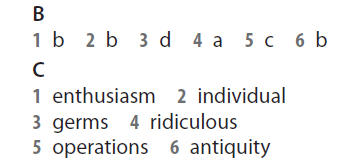 B
1 b 2 b 3 d 4 a 5 c 6 b
C
1 enthusiasm 2 individual
3 germs 4 ridiculous
5 operations 6 antiquity